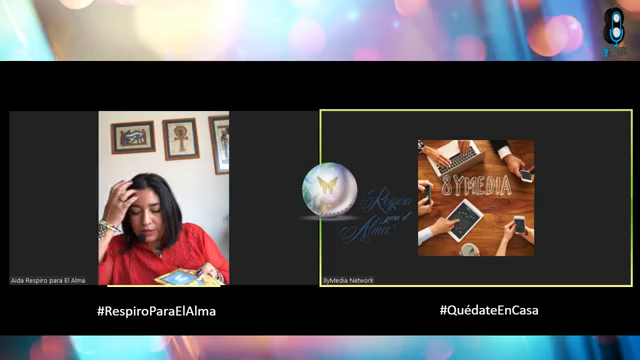 8YMEDIA
"Respiro
para el
Alma"
Aida Respiro para El Alma
8yMedia Network
#RespiroParaElAlma
#QuédateEnCasa